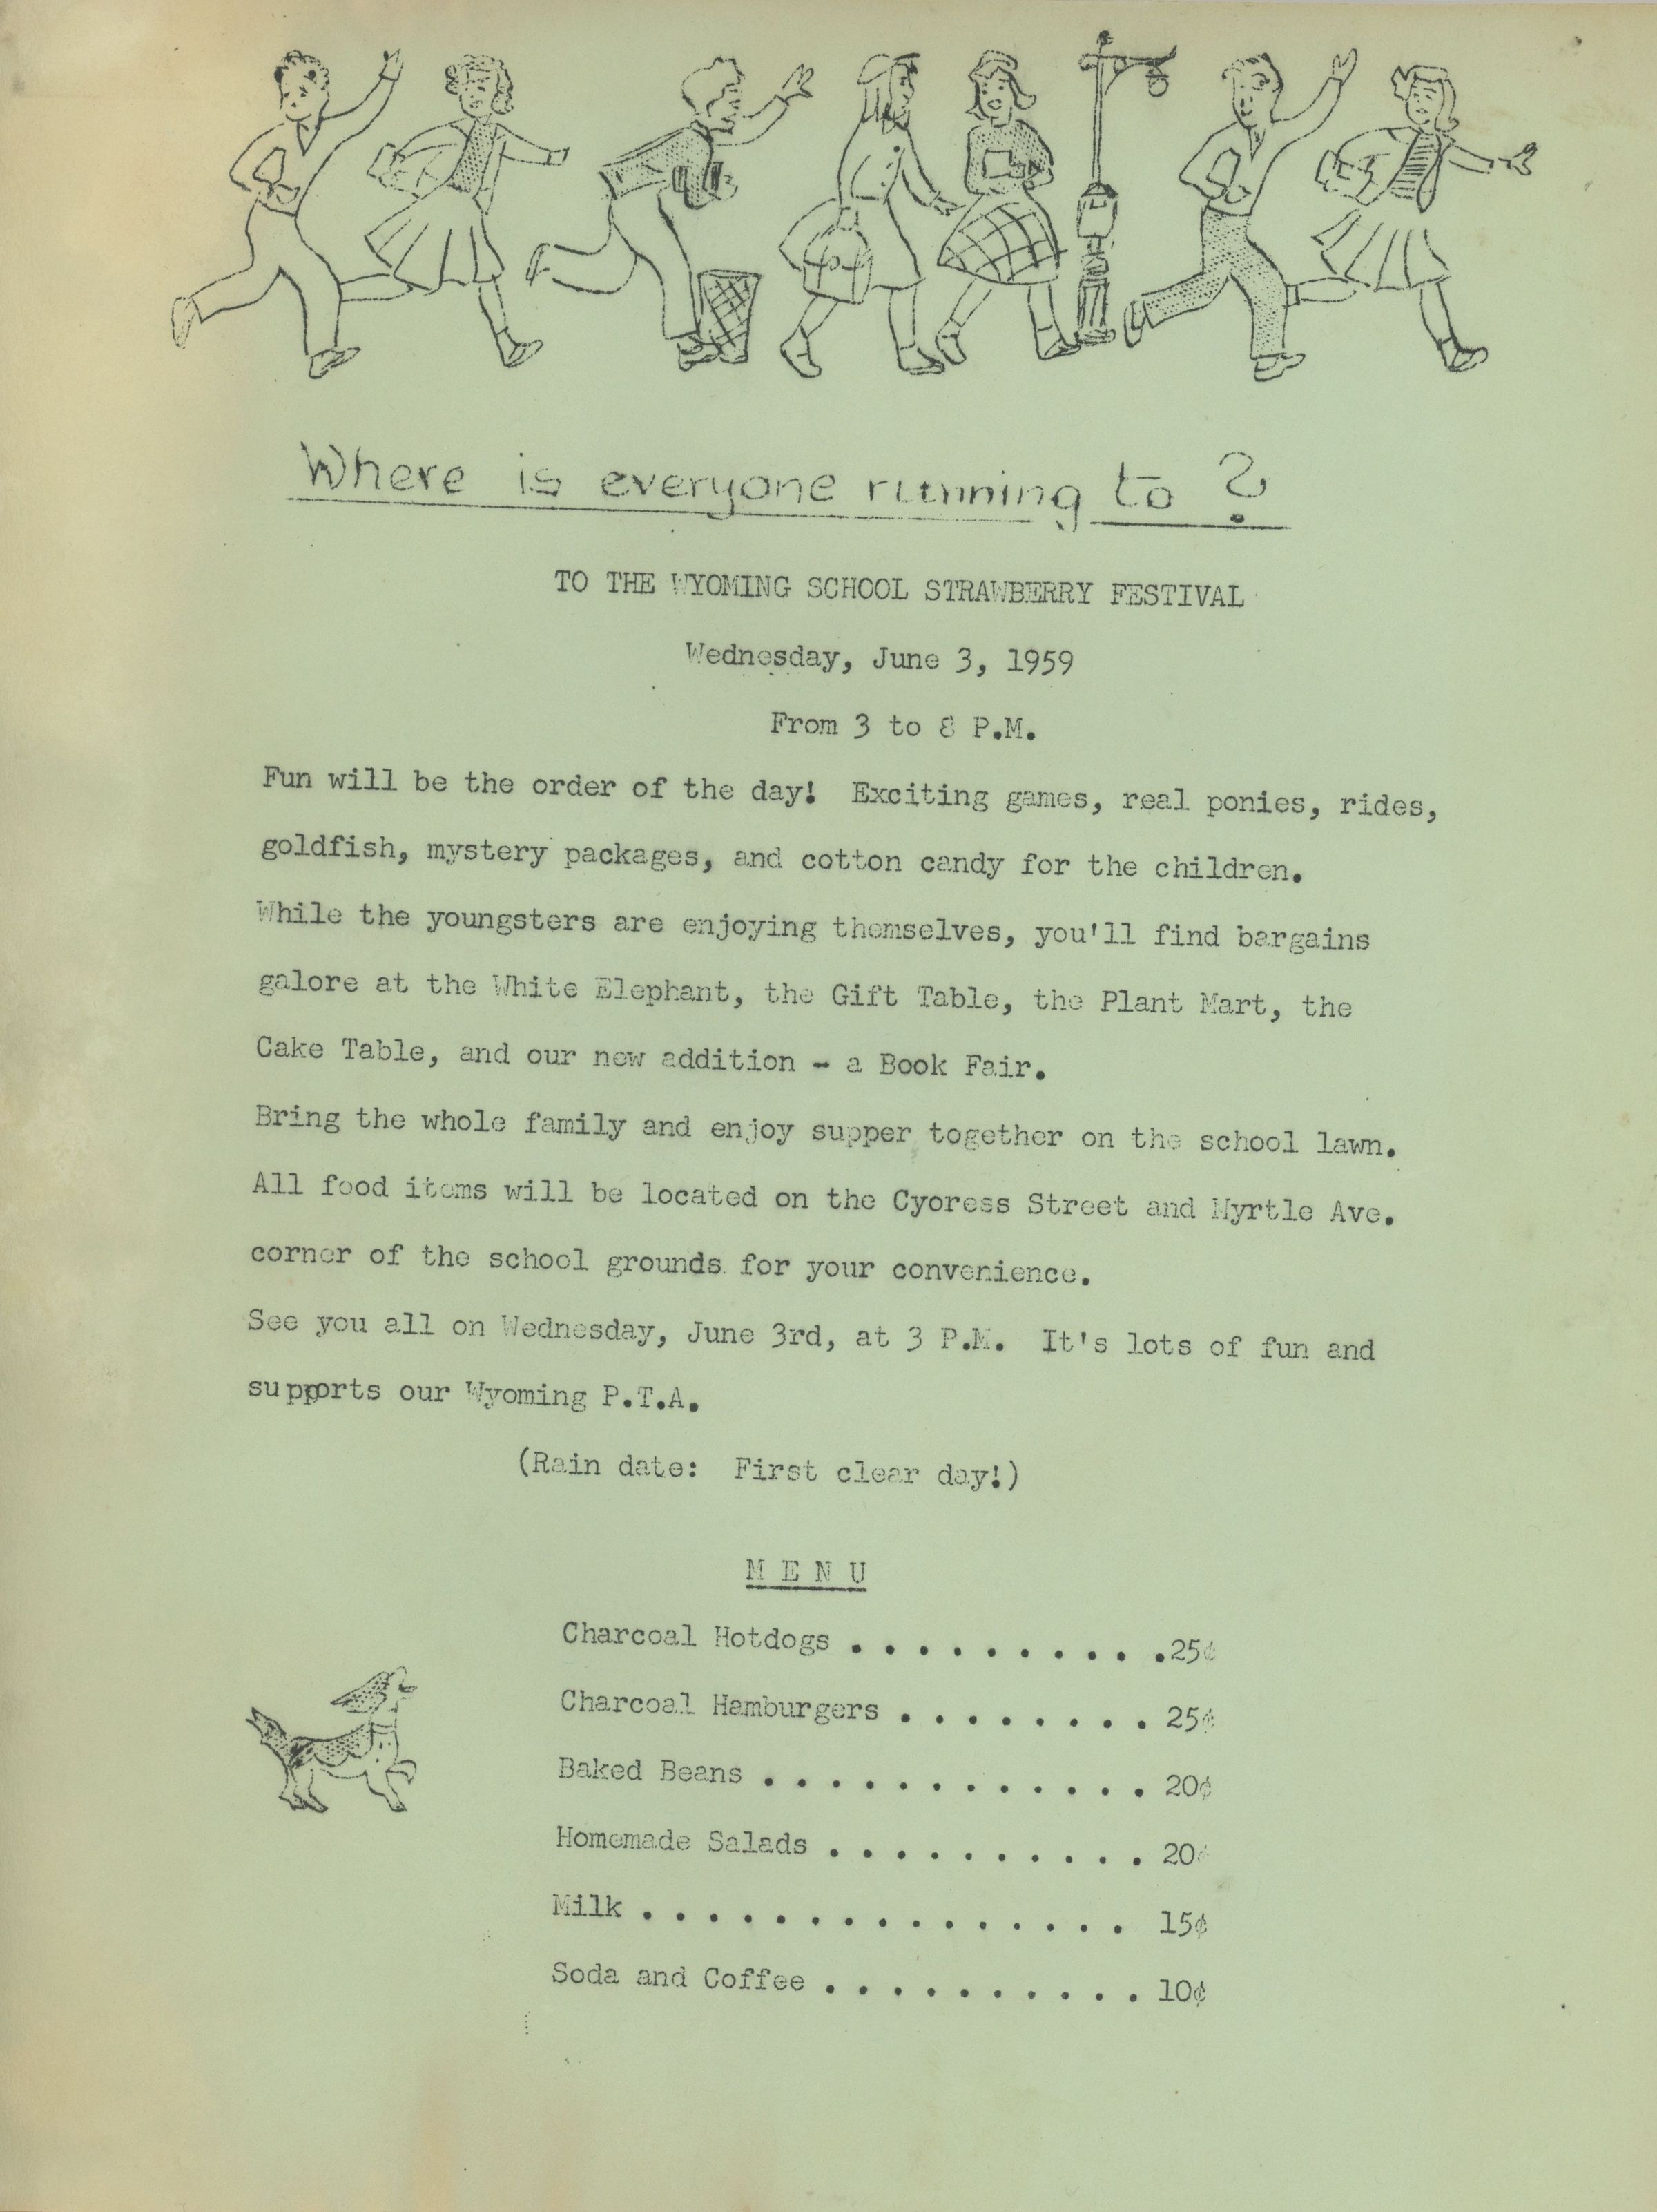 Where is everyone running to ?
TO THE WYOMING SCHOOL STRAWBERRY FESTIVAL
Wednesday, June 3, 1959
From 3 to 8 P.M.
Fun will be the order of the day! Exciting games, real ponies, rides,
goldfish, mystery packages, and cotton candy for the children.
While the youngsters are enjoying themselves, you'll find bargains
galore at the White Elephant, the Gift Table, the Plant Mart, the
Cake Table, and our new addition - a Book Fair.
Bring the whole family and enjoy supper together on the school lawn.
All food items will be located on the Cyoress Street and Myrtle Ave.
corner of the school grounds for your convenience.
See you all on Wednesday, June 3rd, at 3 P.M. It's lots of fun and
supports our Wyoming P.T.A.
(Rain date: First clear day!)
M E N U
Charcoal Hotdogs . . . . . . . . . .25¢
Charcoal Hamburgers . . . . . . . . 25¢
Baked Beans . . . . . . . . . . . . 20¢
Homemade Salads . . . . . . . . . . 20¢
Milk . . . . . . . . . . . . . . . 15¢
Soda and Coffee . . . . . . . . . . 10¢